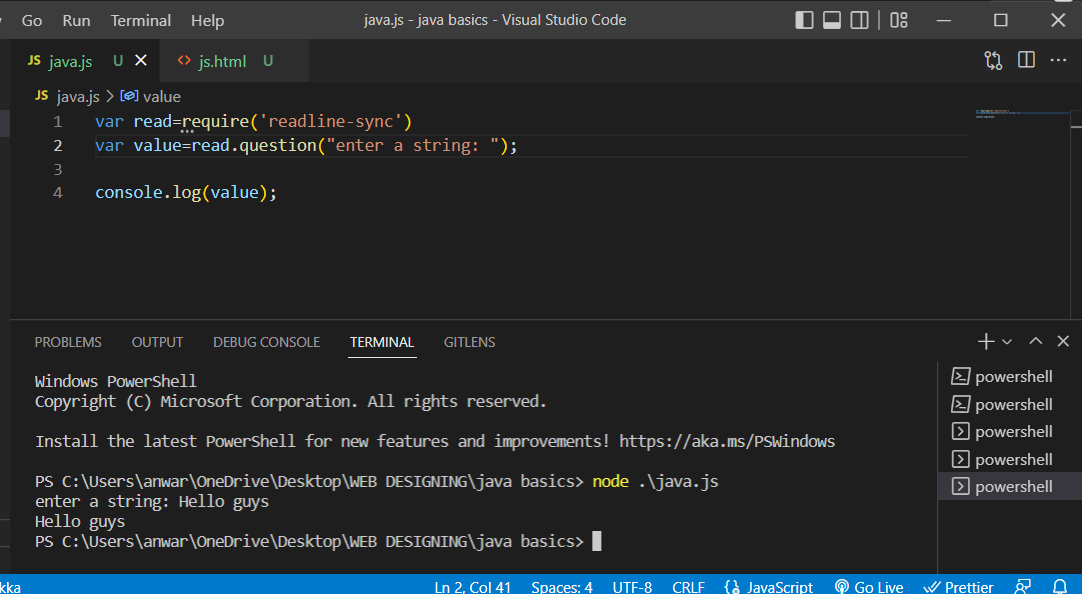 Go Run Terminal Help java.js - java basics - Visual Studio Code
JS java.js U js.html U
JS java.js > value
1 var read=require('readline-sync')
2 var value=read.question("enter a string: ");
3
4 console.log(value);
PROBLEMS OUTPUT DEBUG CONSOLE TERMINAL GITLENS
Windows PowerShell
Copyright (C) Microsoft Corporation. All rights reserved.
Install the latest PowerShell for new features and improvements! https://aka.ms/PSWindows
PS C:\Users\anwar\OneDrive\Desktop\WEB DESIGNING\java basics> node .\java.js
enter a string: Hello guys
Hello guys
PS C:\Users\anwar\OneDrive\Desktop\WEB DESIGNING\java basics>
powershell
powershell
powershell
powershell
powershell
kka Ln 2, Col 41 Spaces: 4 UTF-8 CRLF {} JavaScript Go Live Prettier